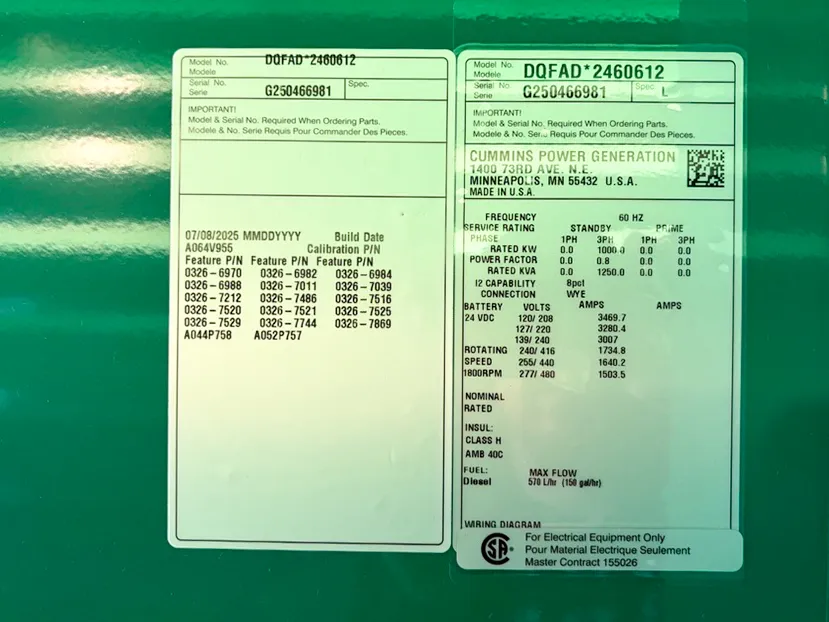 Model No.
Modele
DQFAD*2460612
Serial No.
Serie
G250466981
Spec.
IMPORTANT!
Model & Serial No. Required When Ordering Parts.
Modele & No. Serie Requis Pour Commander Des Pieces.
07/08/2025 MMDDYYYY Build Date
A064V955 Calibration P/N
Feature P/N Feature P/N Feature P/N
0326-6970 0326-6982 0326-6984
0326-6988 0326-7011 0326-7039
0326-7212 0326-7486 0326-7516
0326-7520 0326-7521 0326-7525
0326-7529 0326-7744 0326-7869
A044P758 A052P757
Model No.
Modele
DQFAD*2460612
Serial No.
Serie
G250466981
Spec. L
IMPORTANT!
Model & Serial No. Required When Ordering Parts.
Modele & No. Serie Requis Pour Commander Des Pieces.
CUMMINS POWER GENERATION
1400 73RD AVE. N.E.
MINNEAPOLIS, MN 55432 U.S.A.
MADE IN U.S.A.
FREQUENCY 60 HZ
SERVICE RATING STANDBY PRIME
PHASE 1PH 3PH 1PH 3PH
RATED KW 0.0 1000.0 0.0 0.0
POWER FACTOR 0.0 0.8 0.0 0.0
RATED KVA 0.0 1250.0 0.0 0.0
I2 CAPABILITY 8pct
CONNECTION WYE
BATTERY VOLTS AMPS AMPS
24 VDC 120/ 208 3469.7
127/ 220 3280.4
139/ 240 3007
ROTATING 240/ 416 1734.8
SPEED 255/ 440 1640.2
1800RPM 277/ 480 1503.5
NOMINAL
RATED
INSUL:
CLASS H
AMB 40C
FUEL: MAX FLOW
Diesel 570 L/hr (150 gal/hr)
WIRING DIAGRAM
SA
For Electrical Equipment Only
Pour Material Electrique Seulement
Master Contract 155026